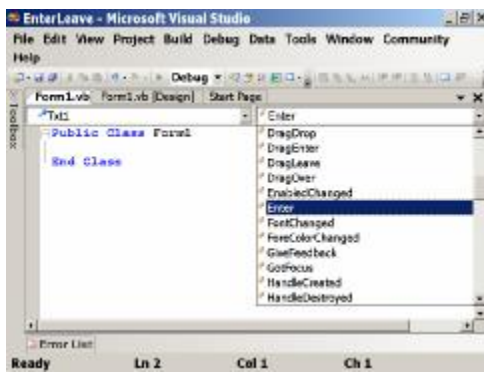 EnterLeave - Microsoft Visual Studio
File Edit View Project Build Debug Data Tools Window Community
Help
Debug
Form1.vb Form1.vb [Design] Start Page
Toolbox
Txt1 Enter
Public Class Form1
End Class
DragDrop
DragEnter
DragLeave
DragOver
EnabledChanged
Enter
FontChanged
ForeColorChanged
GiveFeedback
GotFocus
HandleCreated
HandleDestroyed
Error List
Ready Ln 2 Col 1 Ch 1